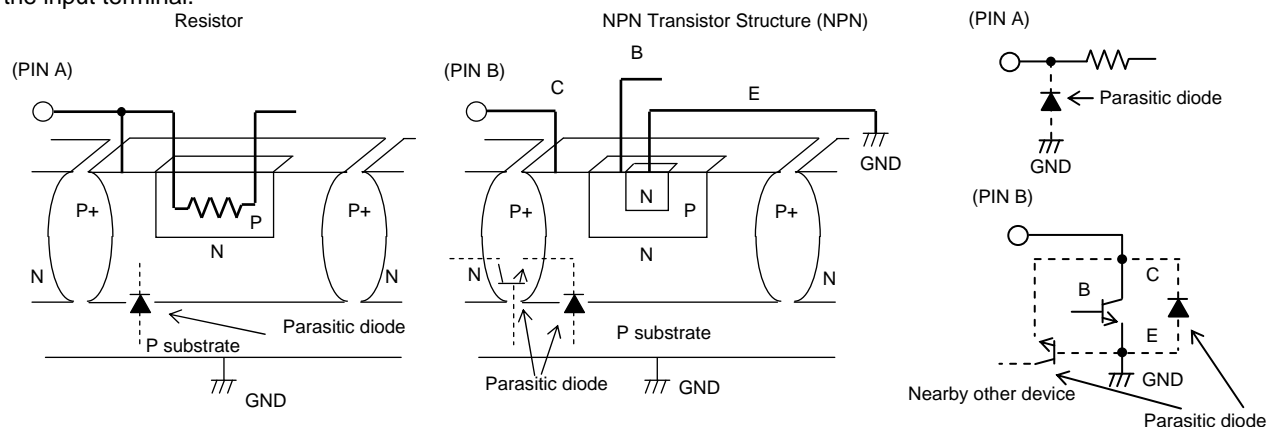 the input terminal.
Resistor
NPN Transistor Structure (NPN)
(PIN A)
(PIN B)
C
B
E
GND
P+
P
N
N
P+
N
Parasitic diode
P substrate
GND
P+
N
N
P
N
P+
N
P substrate
Parasitic diode
GND
(PIN A)
Parasitic diode
GND
(PIN B)
C
B
E
GND
Nearby other device
Parasitic diode